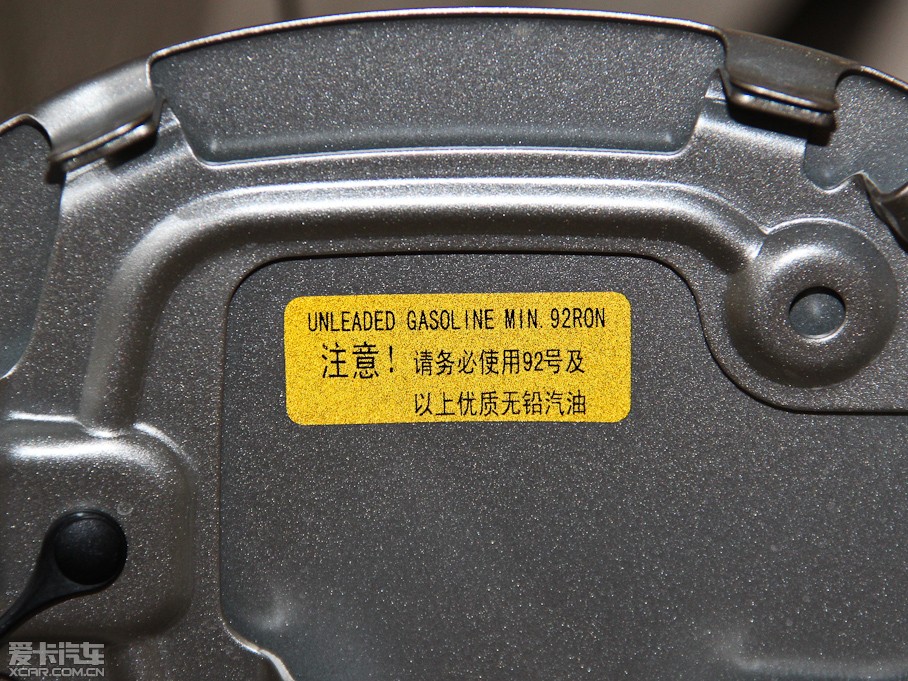 UNLEADED GASOLINE MIN. 92RON
注意！请务必使用92号及
以上优质无铅汽油
爱卡汽车
XCAR.COM.CN